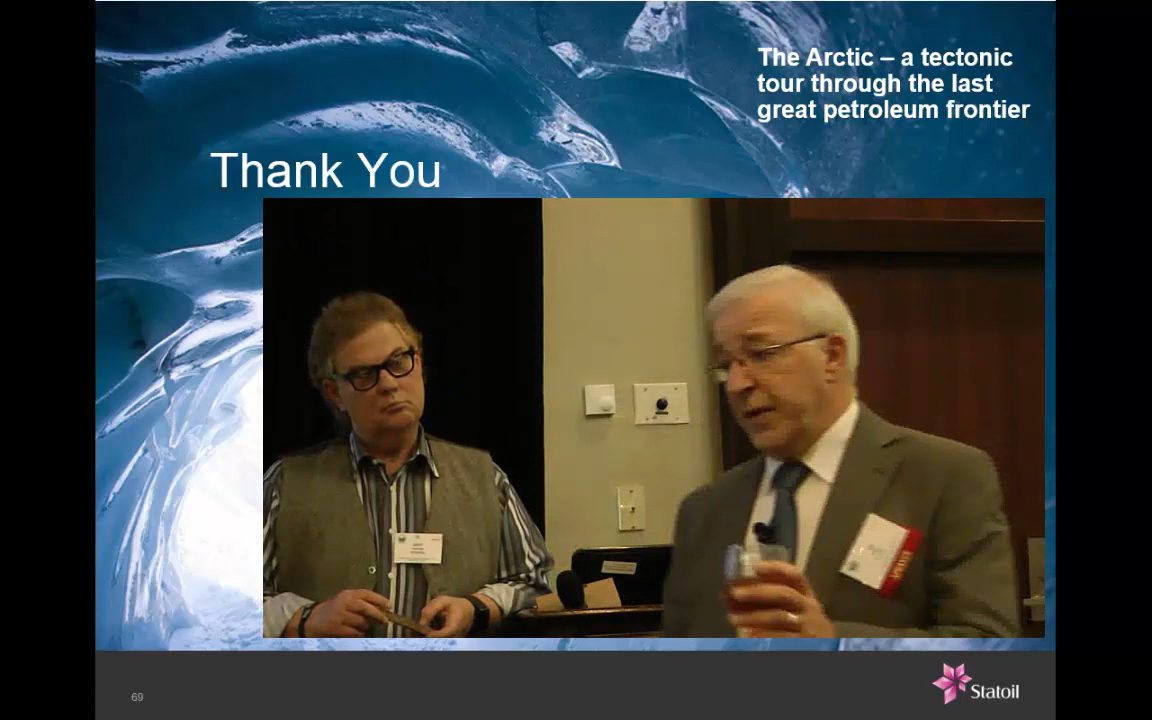 The Arctic – a tectonic
tour through the last
great petroleum frontier
Thank You
69
Statoil